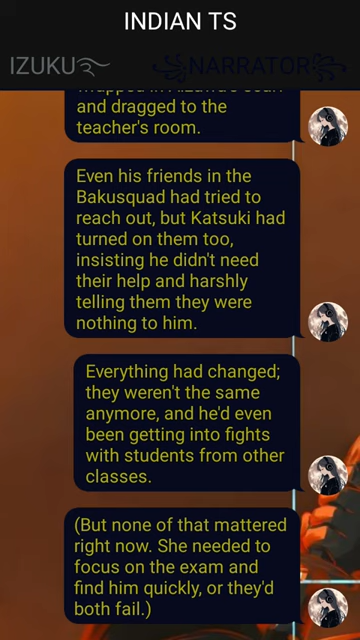 INDIAN TS
IZUKU
NARRATOR
and dragged to the
teacher's room.
Even his friends in the
Bakusquad had tried to
reach out, but Katsuki had
turned on them too,
insisting he didn't need
their help and harshly
telling them they were
nothing to him.
Everything had changed;
they weren't the same
anymore, and he'd even
been getting into fights
with students from other
classes.
(But none of that mattered
right now. She needed to
focus on the exam and
find him quickly, or they'd
both fail.)